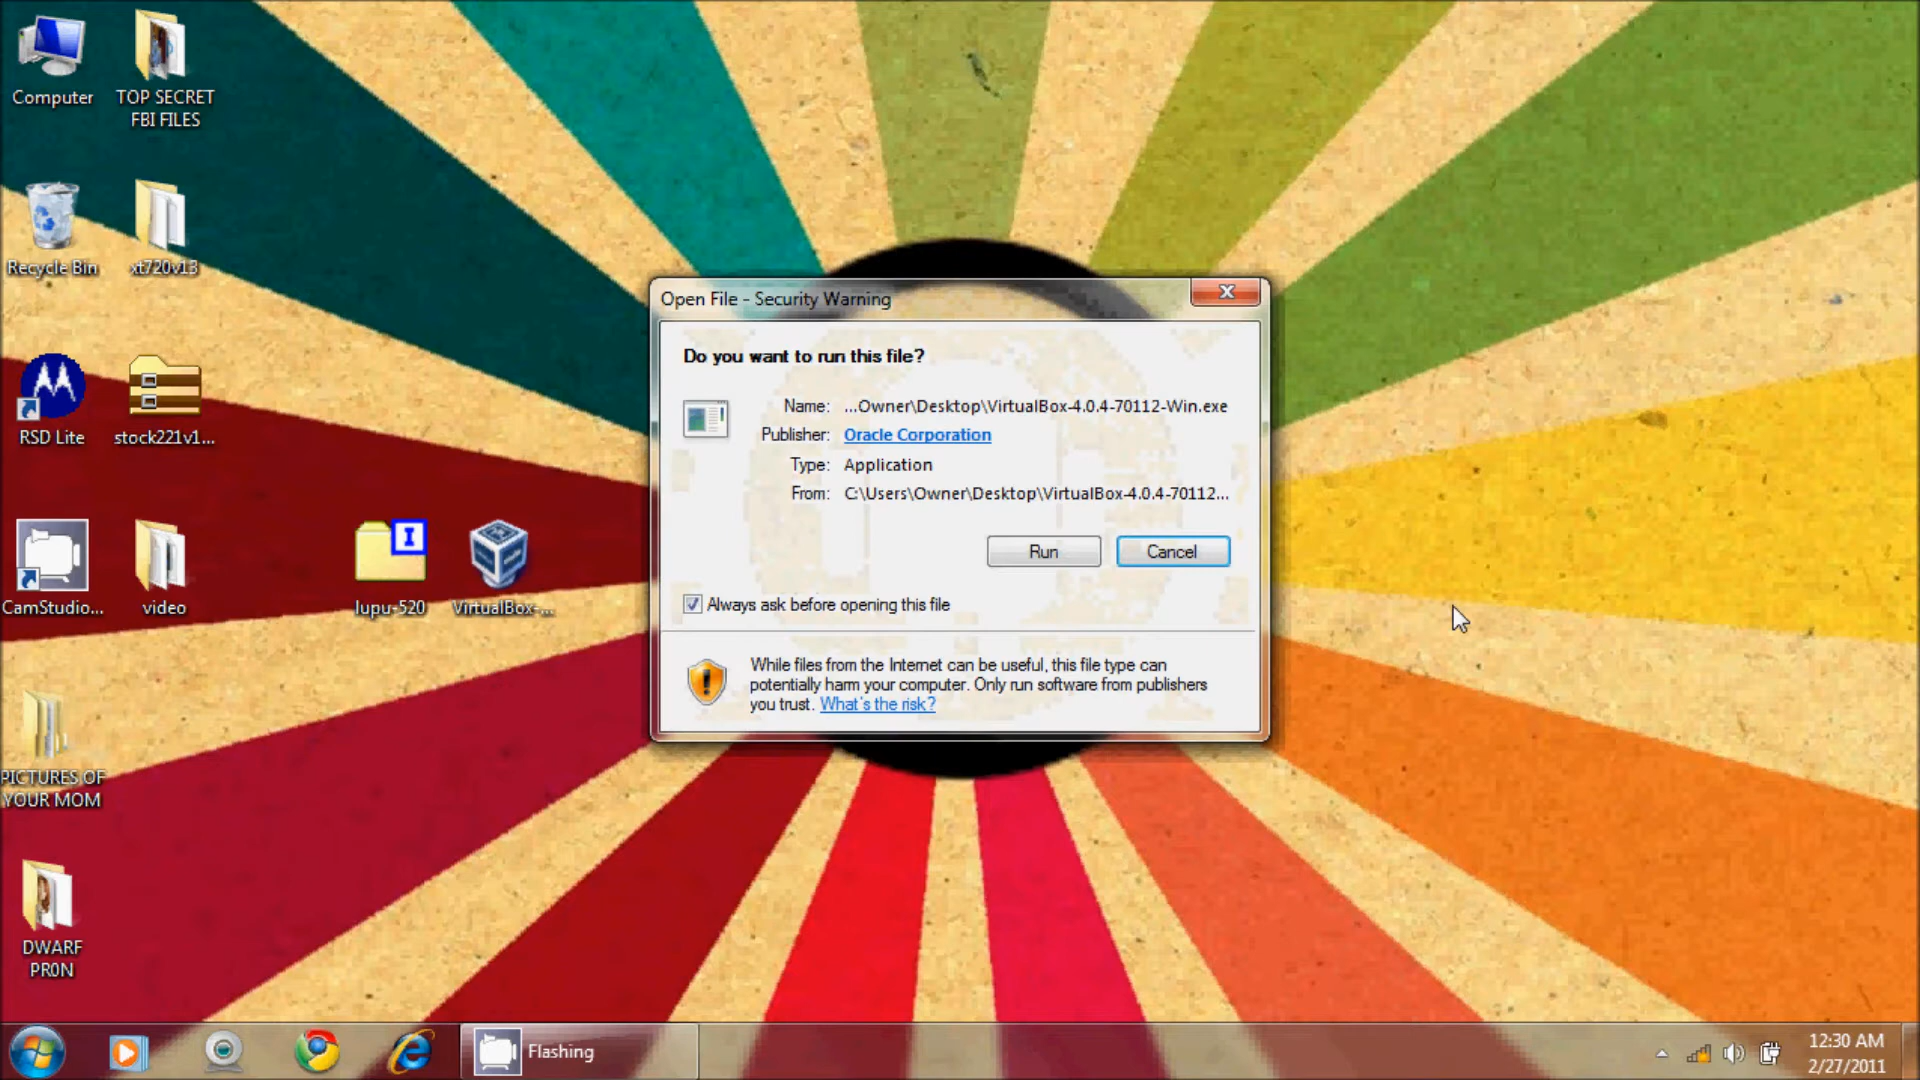 Computer
TOP SECRET
FBI FILES
Recycle Bin
xt720v13
RSD Lite
stock221v1...
CamStudio...
video
lupu-520
VirtualBox-...
PICTURES OF
YOUR MOM
DWARF
PR0N
Open File - Security Warning
Do you want to run this file?
Name: ...Owner\Desktop\VirtualBox-4.0.4-70112-Win.exe
Publisher: Oracle Corporation
Type: Application
From: C:\Users\Owner\Desktop\VirtualBox-4.0.4-70112...
Run
Cancel
Always ask before opening this file
While files from the Internet can be useful, this file type can
potentially harm your computer. Only run software from publishers
you trust. What's the risk?
Flashing
12:30 AM
2/27/2011